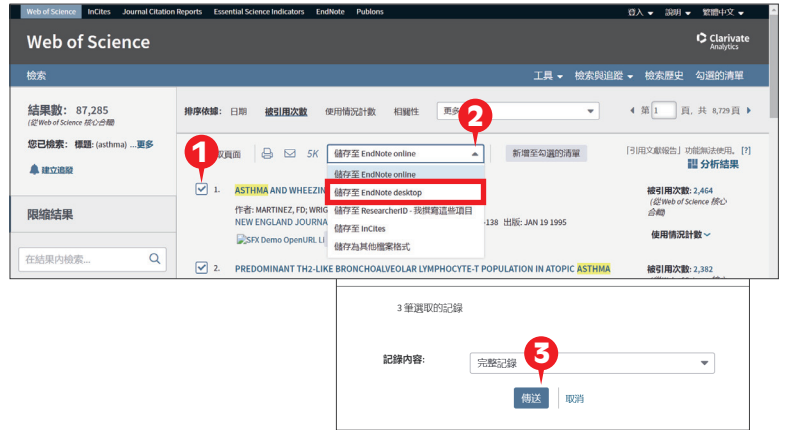 Web of Science InCites Journal Citation Reports Essential Science Indicators EndNote Publons 登入 說明 繁體中文
Web of Science
Clarivate
Analytics
檢索 工具 檢索與追蹤 檢索歷史 勾選的清單
結果數: 87,285
(從 Web of Science 核心合輯)
您已檢索: 標題: (asthma) ...更多
建立追蹤
限縮結果
在結果內檢索...
排序依據: 日期 被引用次數 使用情況計數 相關性 更多
2
第 1 頁, 共 8,729 頁
1
取頁面 5K 儲存至 EndNote online 新增至勾選的清單
儲存至 EndNote online
儲存至 EndNote desktop
儲存至 ResearcherID - 我撰寫這些項目
儲存至 InCites
儲存為其他檔案格式
「引用文獻報告」功能無法使用。 [?]
分析結果
1. ASTHMA AND WHEEZIN
作者: MARTINEZ, FD; WRIG
NEW ENGLAND JOURNA -138 出版: JAN 19 1995
SFX Demo OpenURL LI
被引用次數: 2,464
(從 Web of Science 核心
合輯)
使用情況計數
2. PREDOMINANT TH2-LIKE BRONCHOALVEOLAR LYMPHOCYTE-T POPULATION IN ATOPIC ASTHMA
被引用次數: 2,382
3 筆選取的記錄
記錄內容: 完整記錄
3
傳送 取消